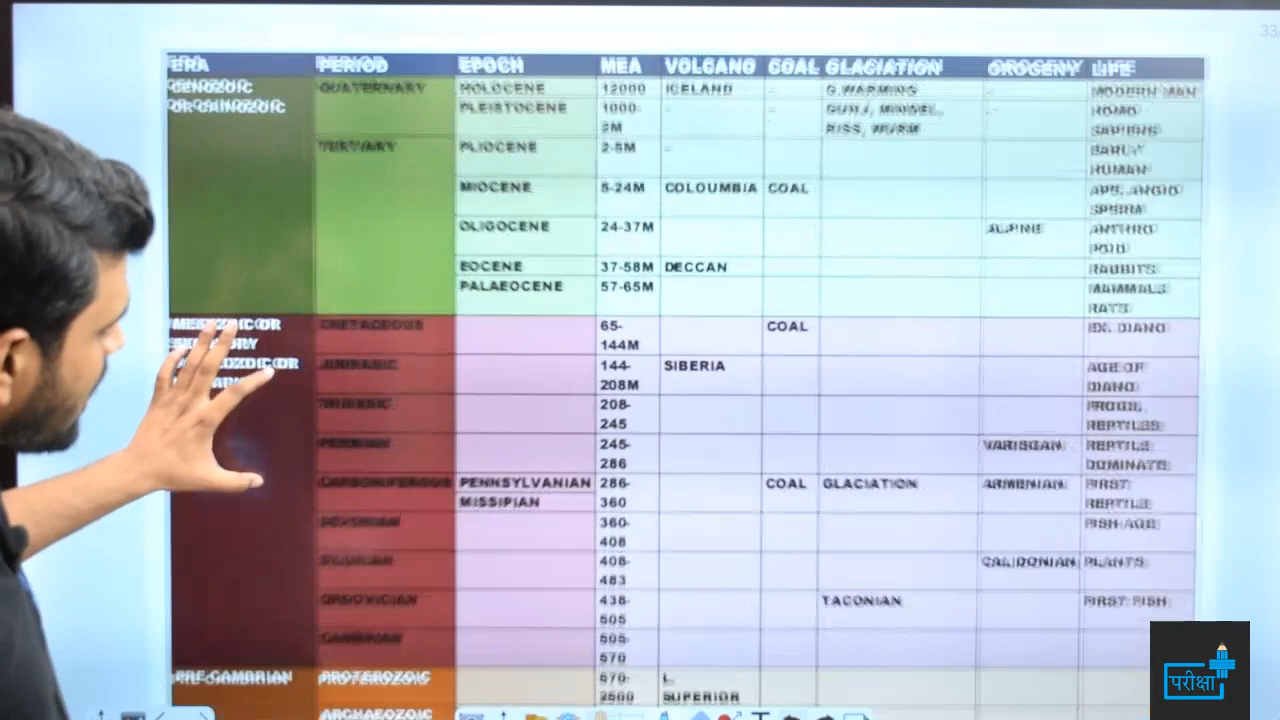 33
ERA PERIOD EPOCH MEA VOLCANO COAL GLACIATION OROGENY LIFE
CENOZOIC QUATERNARY HOLOCENE 12000 ICELAND - G.WARMING - MODERN MAN
OR CAINOZOIC PLEISTOCENE 1000- - - GUNJ, MINDEL, - HOMO
2M RISS, WURM SAPIENS
TERTIARY PLIOCENE 2-5M - EARLY
HUMAN
MIOCENE 5-24M COLOUMBIA COAL APE, ANGIO
SPERM
OLIGOCENE 24-37M ALPINE ANTHRO
POID
EOCENE 37-58M DECCAN RABBITS
PALAEOCENE 57-65M MAMMALS
RATS
OR CRETACEOUS 65- COAL EX. DIANO
144M
OR JURRASIC 144- SIBERIA AGE OF
208M DIANO
TRIASSIC 208- FROGS,
245 REPTILES
PERMIAN 245- VARISCAN REPTILE
286 DOMINATE
CARBONIFEROUS PENNSYLVANIAN 286- COAL GLACIATION ARMENIAN FIRST
MISSIPIAN 360 REPTILE
DEVONIAN 360- FISH AGE
408
SILURIAN 408- CALIDONIAN PLANTS
483
ORDOVICIAN 438- TACONIAN FIRST FISH
505
CAMBRIAN 505-
570
PRE CAMBRIAN PROTEROZOIC 570- L.
2500 SUPERIOR
ARCHAEOZOIC
परीक्षा